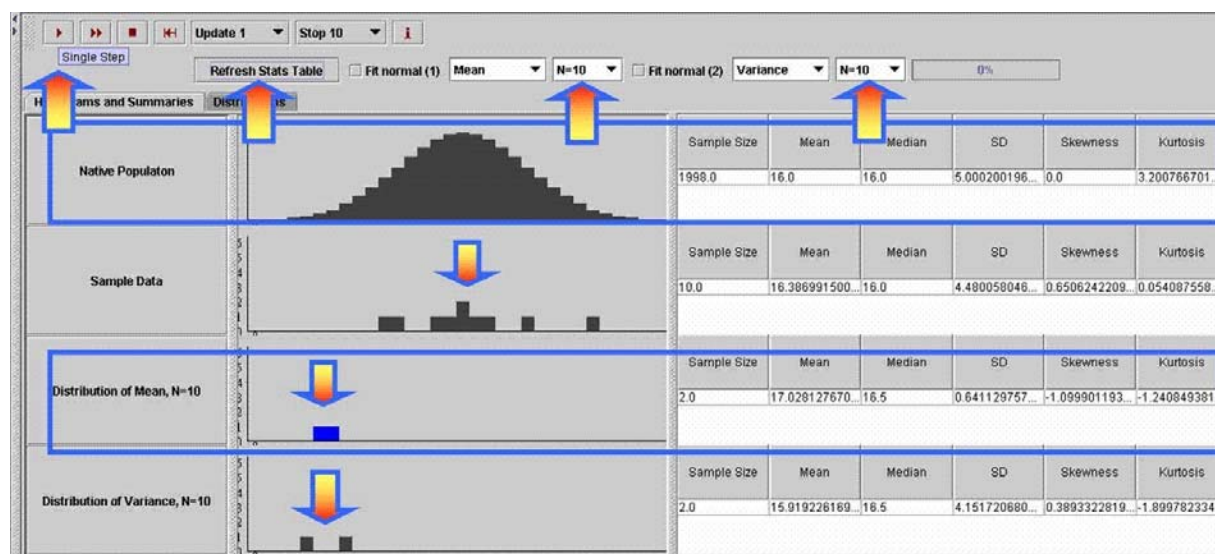 Update 1 Stop 10 i
Single Step
Refresh Stats Table Fit normal (1) Mean N=10 Fit normal (2) Variance N=10 0%
H ams and Summaries Dis s
Sample Size Mean Median SD Skewness Kurtosis
Native Populaton
1998.0 16.0 16.0 5.000200196... 0.0 3.200766701...
Sample Size Mean Median SD Skewness Kurtosis
Sample Data
10.0 16.386991500... 16.0 4.480058046... 0.6506242209... 0.054087558...
Sample Size Mean Median SD Skewness Kurtosis
Distribution of Mean, N=10
2.0 17.028127670... 16.5 0.641129757... -1.099901193... -1.240849381
Sample Size Mean Median SD Skewness Kurtosis
Distribution of Variance, N=10
2.0 15.919226169... 16.5 4.151720680... 0.3893322819... -1.899782334